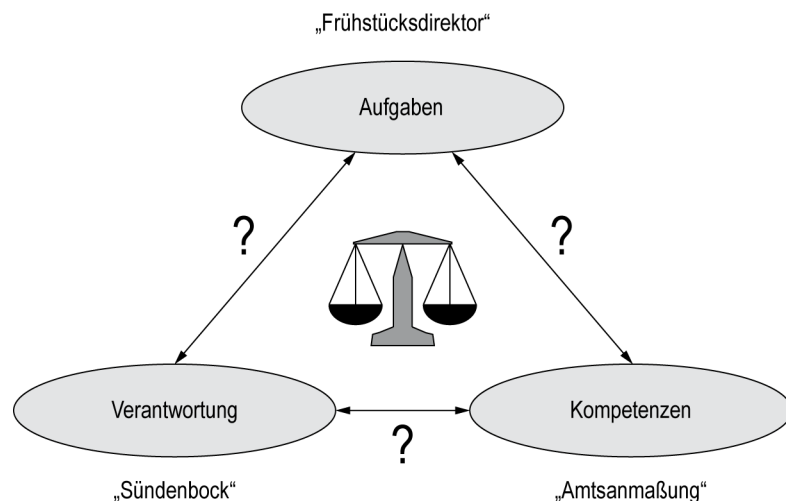 „Frühstücksdirektor“
Aufgaben
?
?
Verantwortung
Kompetenzen
?
„Sündenbock“
„Amtsanmaßung“